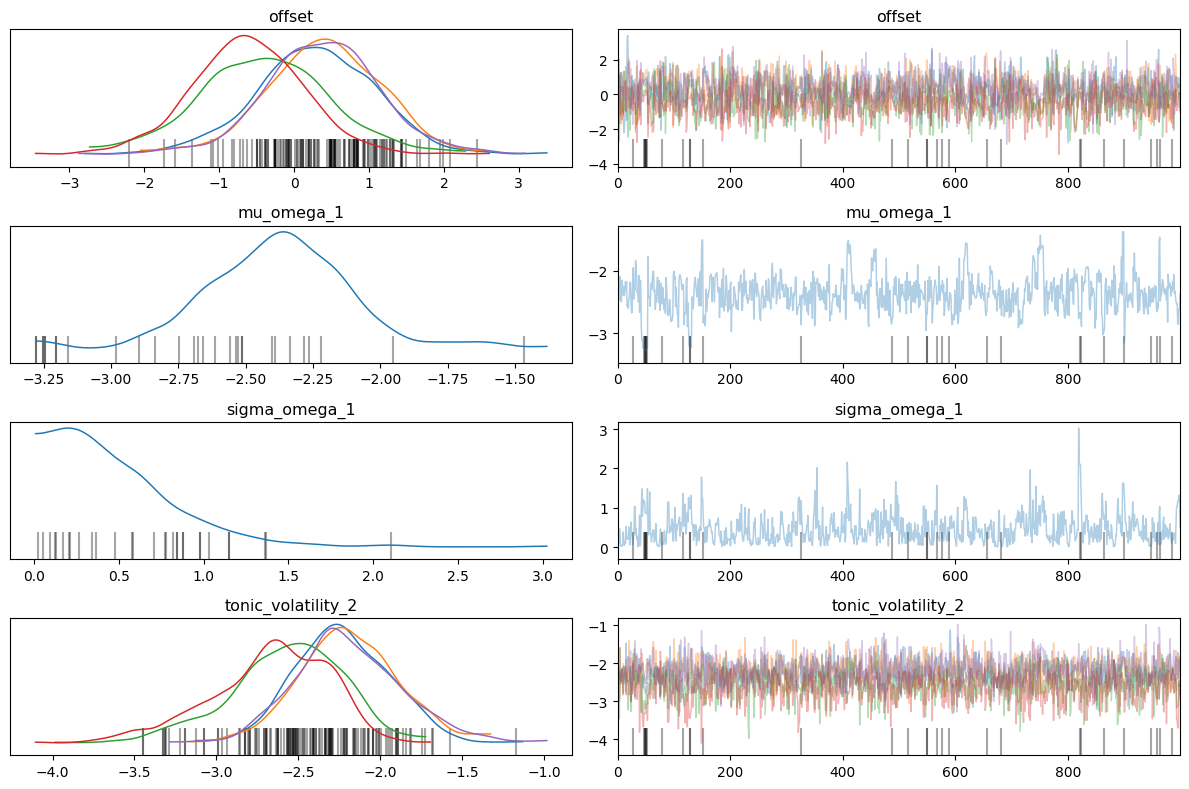 offset
offset
−3 −2 −1 0 1 2 3
2
0
−2
−4
0 200 400 600 800
mu_omega_1
mu_omega_1
−3.25 −3.00 −2.75 −2.50 −2.25 −2.00 −1.75 −1.50
−2
−3
0 200 400 600 800
sigma_omega_1
sigma_omega_1
0.0 0.5 1.0 1.5 2.0 2.5 3.0
3
2
1
0
0 200 400 600 800
tonic_volatility_2
tonic_volatility_2
−4.0 −3.5 −3.0 −2.5 −2.0 −1.5 −1.0
−1
−2
−3
−4
0 200 400 600 800